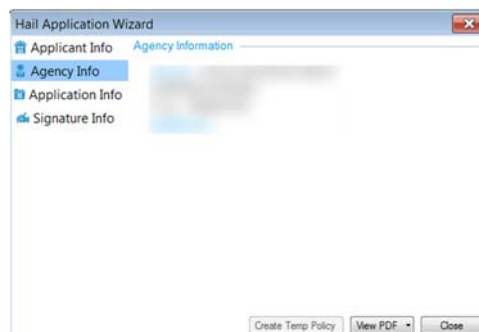 Hail Application Wizard
Applicant Info
Agency Info
Application Info
Signature Info
Agency Information
Create Temp Policy
View PDF
Close